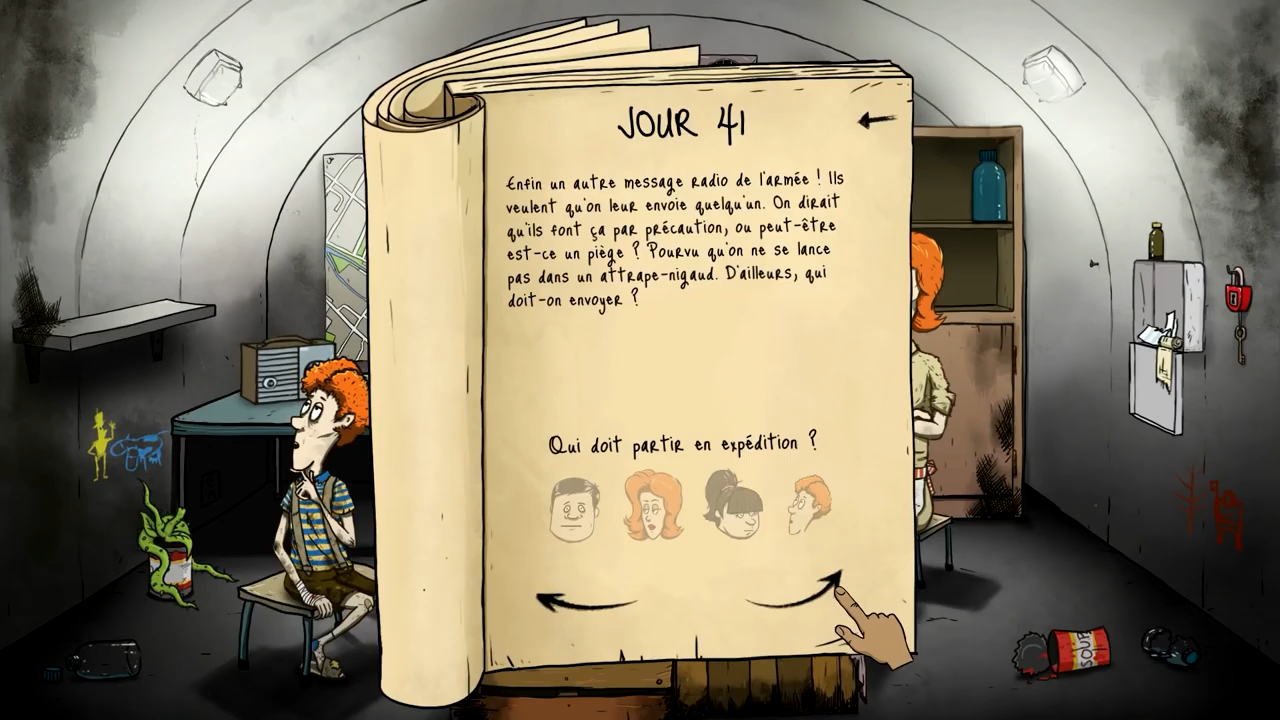 JOUR 41
Enfin un autre message radio de l'armée ! Ils
veulent qu'on leur envoie quelqu'un. On dirait
qu'ils font ça par précaution, ou peut-être
est-ce un piège ? Pourvu qu'on ne se lance
pas dans un attrape-nigaud. D'ailleurs, qui
doit-on envoyer ?
Qui doit partir en expédition ?
SOUP